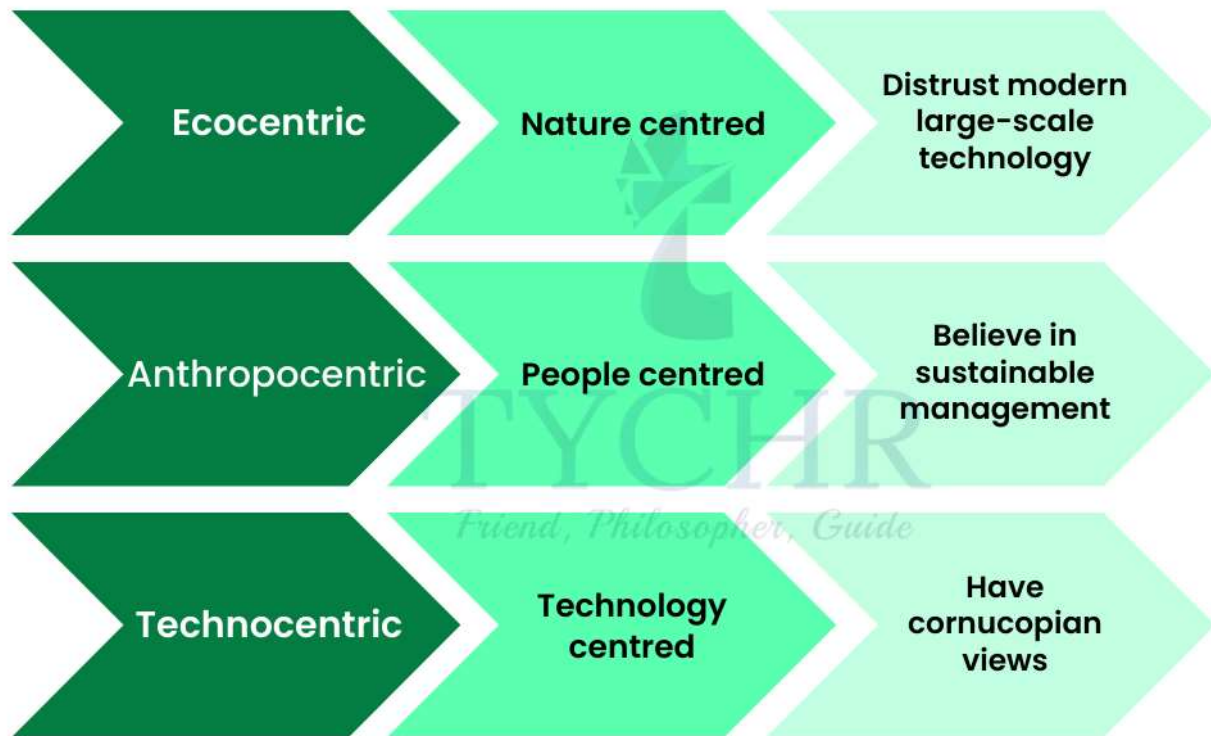 Ecocentric
Nature centred
Distrust modern
large-scale
technology
Anthropocentric
People centred
Believe in
sustainable
management
TYCHR
Friend, Philosopher, Guide
Technocentric
Technology
centred
Have
cornucopian
views